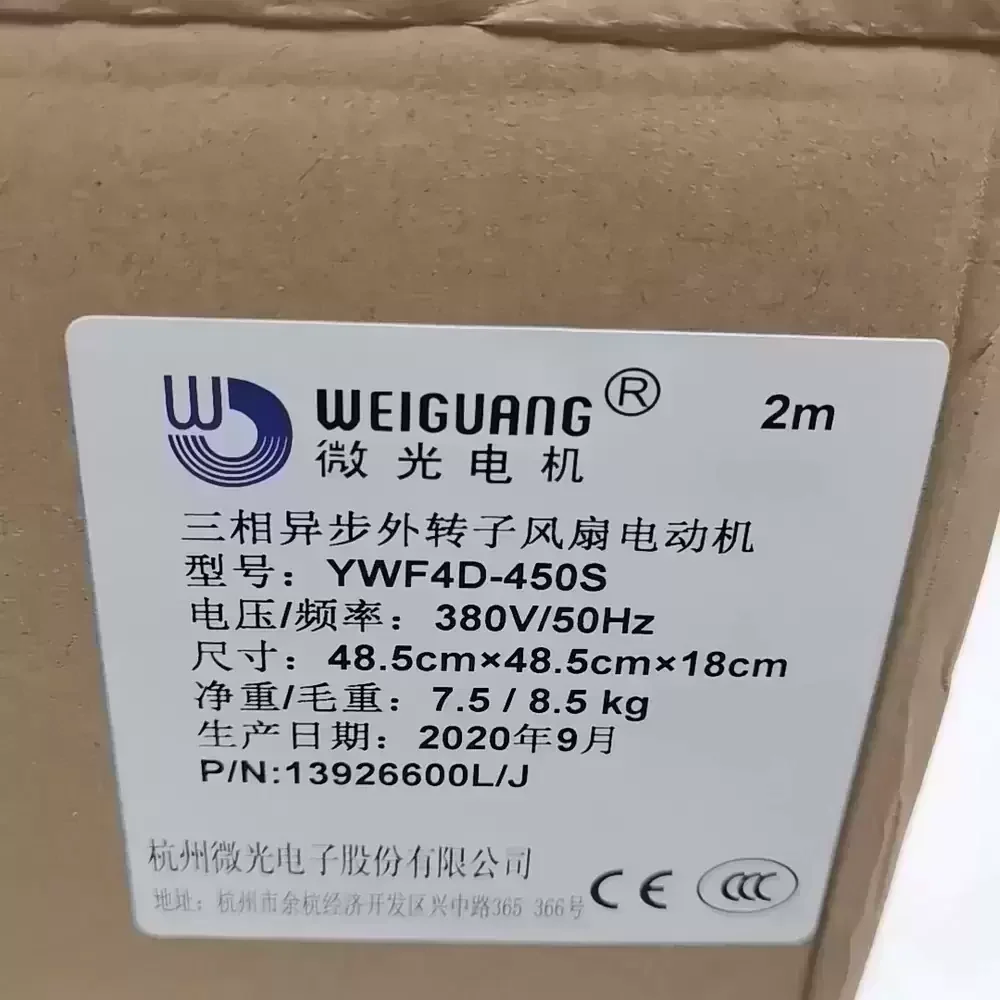 WEIGUANG® 2m
微光电机
三相异步外转子风扇电动机
型号：YWF4D-450S
电压/频率：380V/50Hz
尺寸：48.5cm×48.5cm×18cm
净重/毛重：7.5 / 8.5 kg
生产日期：2020年9月
P/N:13926600L/J
杭州微光电子股份有限公司
地址：杭州市余杭经济开发区兴中路365 366号
CE CCC